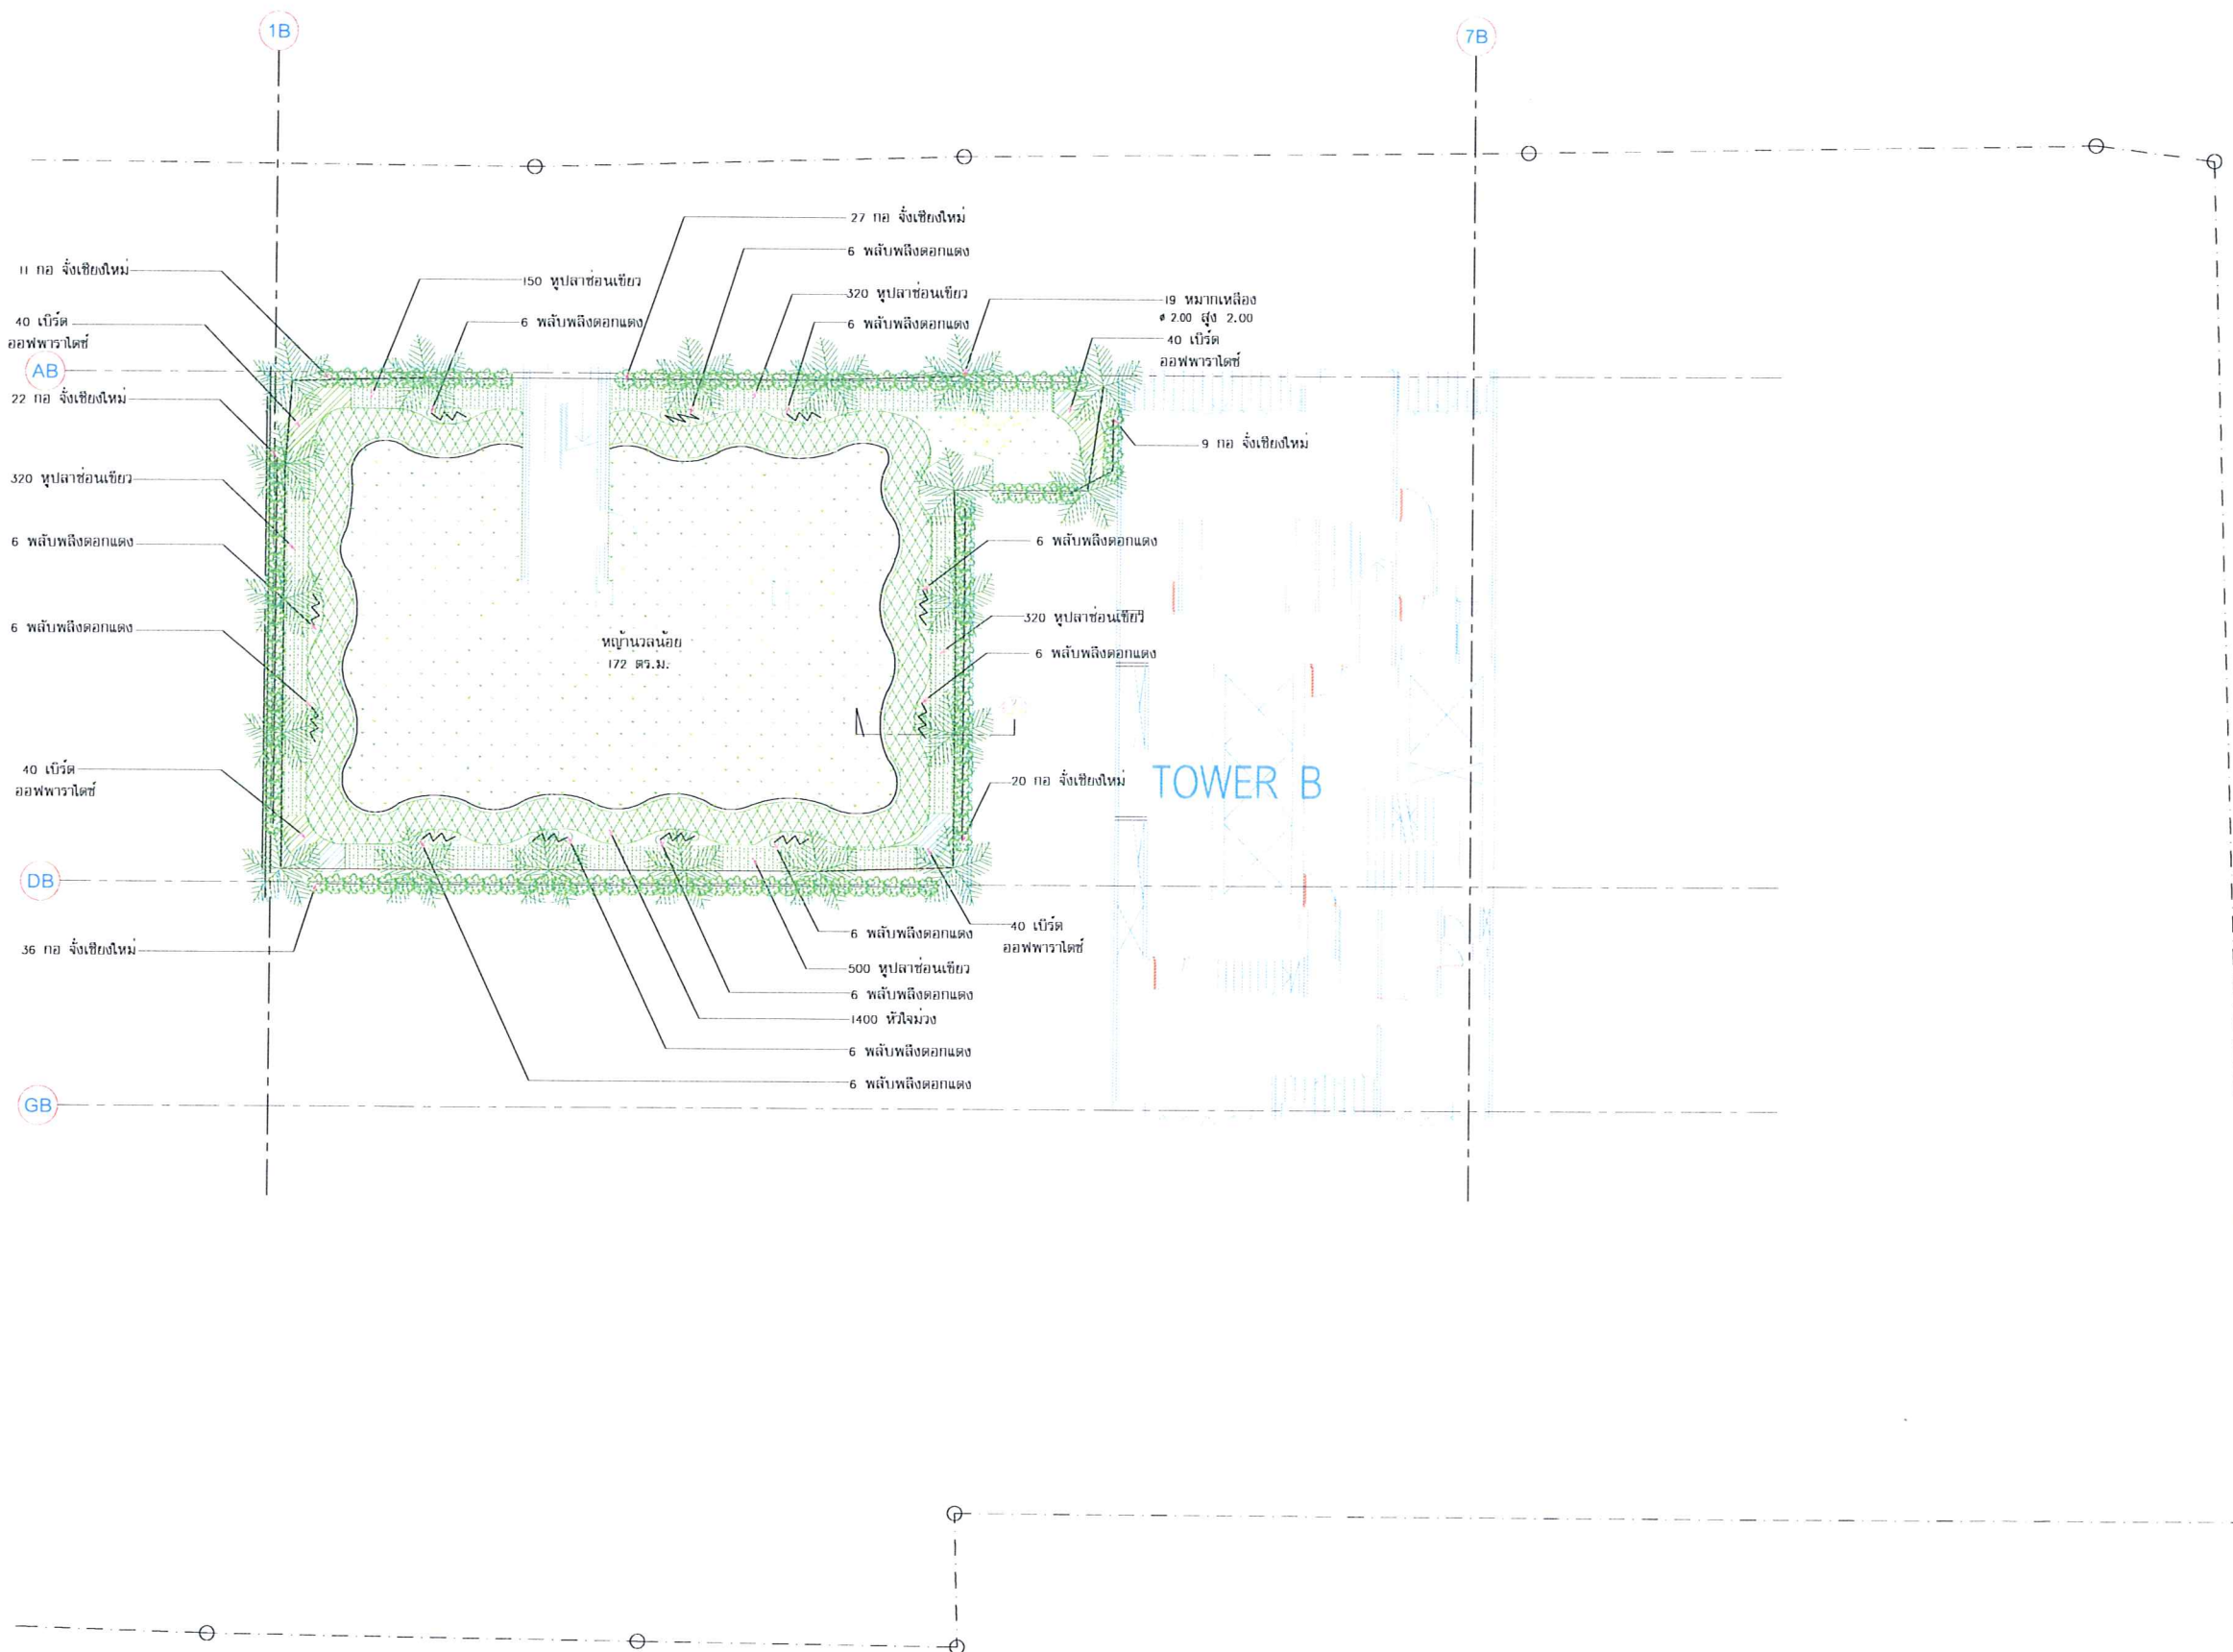 1B
7B
27 กอ จั๋งเชียงใหม่
6 พลับพลึงดอกแดง
11 กอ จั๋งเชียงใหม่
150 หูปลาช่อนเขียว
320 หูปลาช่อนเขียว
19 หมากเหลือง
ø 2.00 สูง 2.00
40 เบิร์ด
ออฟพาราไดซ์
6 พลับพลึงดอกแดง
6 พลับพลึงดอกแดง
40 เบิร์ด
ออฟพาราไดซ์
AB
22 กอ จั๋งเชียงใหม่
9 กอ จั๋งเชียงใหม่
320 หูปลาช่อนเขียว
6 พลับพลึงดอกแดง
6 พลับพลึงดอกแดง
320 หูปลาช่อนเขียว
6 พลับพลึงดอกแดง
หญ้านวลน้อย
172 ตร.ม.
6 พลับพลึงดอกแดง
40 เบิร์ด
ออฟพาราไดซ์
20 กอ จั๋งเชียงใหม่
TOWER B
DB
36 กอ จั๋งเชียงใหม่
6 พลับพลึงดอกแดง
40 เบิร์ด
ออฟพาราไดซ์
500 หูปลาช่อนเขียว
6 พลับพลึงดอกแดง
1400 หัวใจม่วง
6 พลับพลึงดอกแดง
6 พลับพลึงดอกแดง
GB